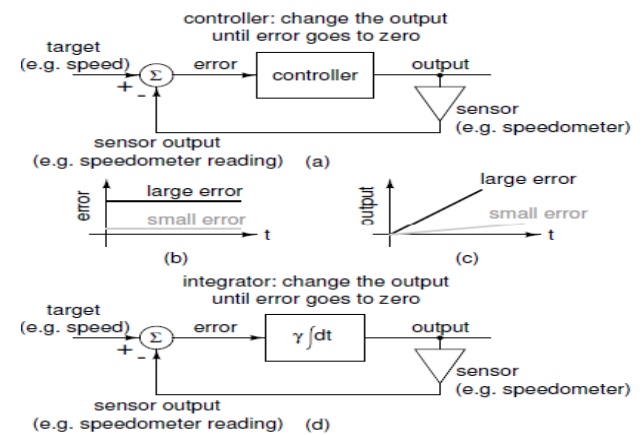 controller: change the output
until error goes to zero
target
(e.g. speed)
error
output
Σ
controller
+
-
sensor
(e.g. speedometer)
sensor output
(e.g. speedometer reading) (a)
error
large error
small error
t
(b)
output
large error
small error
t
(c)
integrator: change the output
until error goes to zero
target
(e.g. speed)
error
output
Σ
γ∫dt
+
-
sensor
(e.g. speedometer)
sensor output
(e.g. speedometer reading) (d)